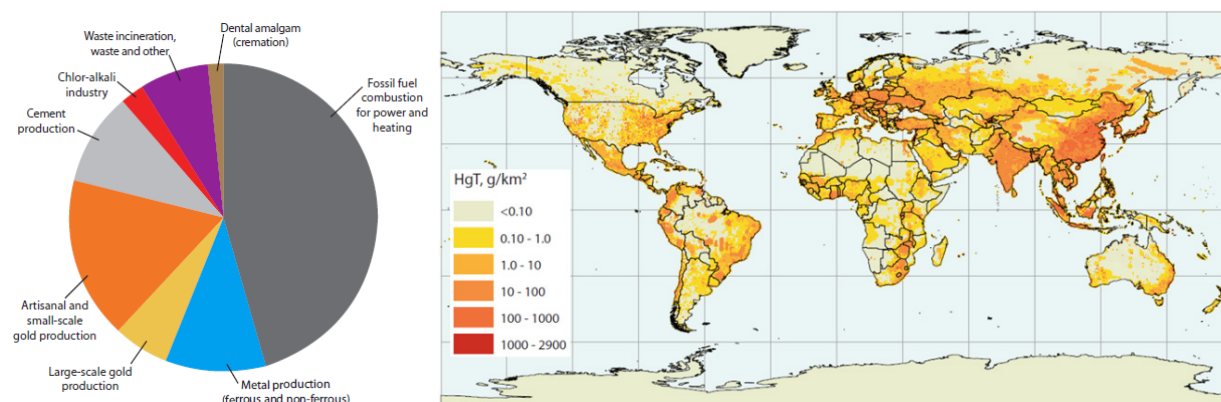 Dental amalgam
(cremation)
Waste incineration,
waste and other
Chlor-alkali
industry
Cement
production
Fossil fuel
combustion
for power and
heating
Artisanal and
small-scale
gold production
Large-scale gold
production
Metal production
(ferrous and non-ferrous)
HgT, g/km²
<0.10
0.10 - 1.0
1.0 - 10
10 - 100
100 - 1000
1000 - 2900